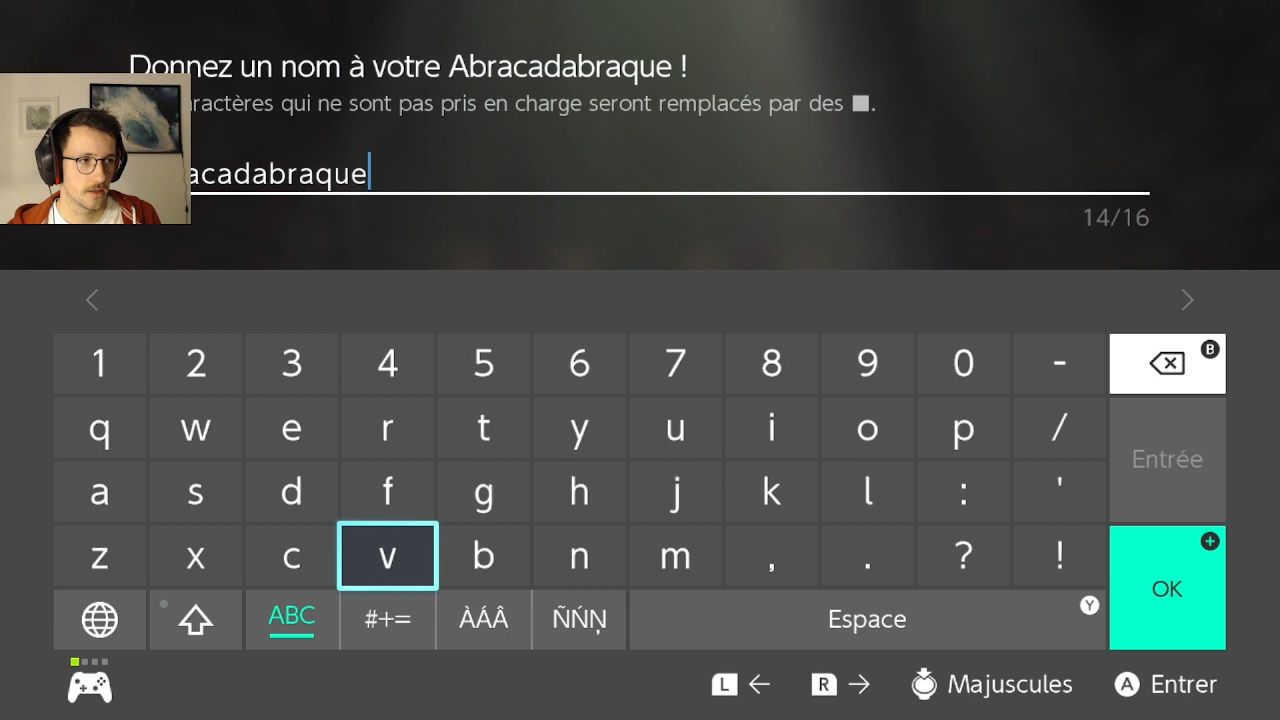 Donnez un nom à votre Abracadabraque !
aractères qui ne sont pas pris en charge seront remplacés par des ■.
acadabraque
14/16
1 2 3 4 5 6 7 8 9 0 - B
q w e r t y u i o p /
Entrée
a s d f g h j k l : '
z x c v b n m , . ? ! +
OK
ABC #+= ÀÁÂ ÑŃŅ Espace Y
L ← R → Majuscules A Entrer